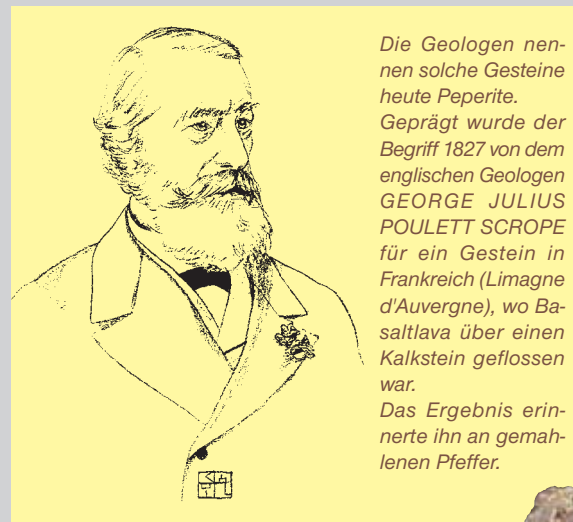 Die Geologen nen-
nen solche Gesteine
heute Peperite.
Geprägt wurde der
Begriff 1827 von dem
englischen Geologen
GEORGE JULIUS
POULETT SCROPE
für ein Gestein in
Frankreich (Limagne
d'Auvergne), wo Ba-
saltlava über einen
Kalkstein geflossen
war.
Das Ergebnis erin-
nerte ihn an gemah-
lenen Pfeffer.